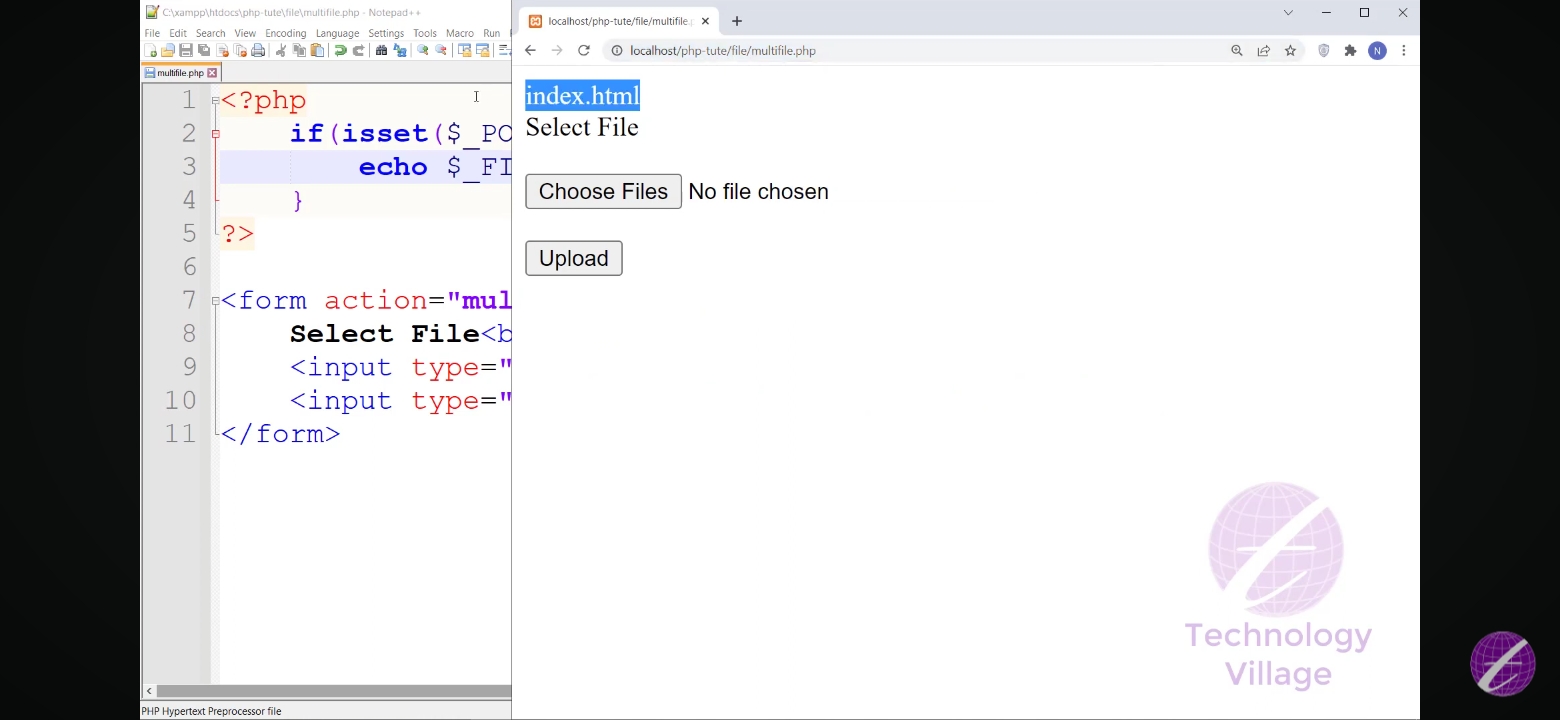 C:\xampp\htdocs\php-tute\file\multifile.php - Notepad++
File Edit Search View Encoding Language Settings Tools Macro Run
multifile.php
1 <?php
2 if(isset($_PO
3 echo $_FI
4 }
5 ?>
6
7 <form action="mul
8 Select File<b
9 <input type="
10 <input type="
11 </form>
PHP Hypertext Preprocessor file
localhost/php-tute/file/multifile.
localhost/php-tute/file/multifile.php
N
index.html
Select File
Choose Files No file chosen
Upload
Technology
Village